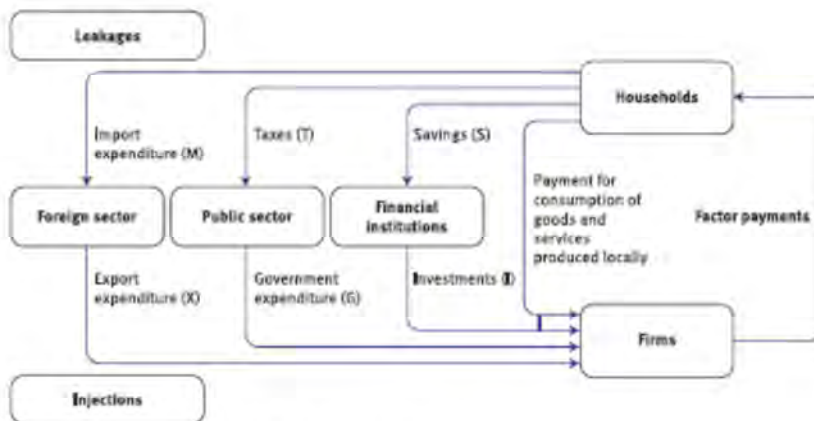 Leakages
Households
Import
expenditure (M)
Taxes (T)
Savings (S)
Payment for
consumption of
goods and
services
produced locally
Factor payments
Foreign sector
Public sector
Financial
institutions
Export
expenditure (X)
Government
expenditure (G)
Investments (I)
Firms
Injections